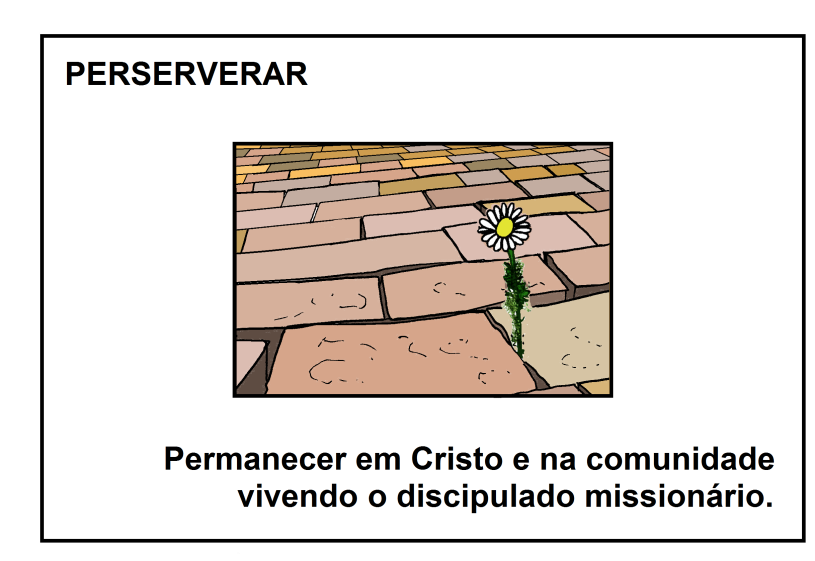 PERSERVERAR
Permanecer em Cristo e na comunidade
vivendo o discipulado missionário.